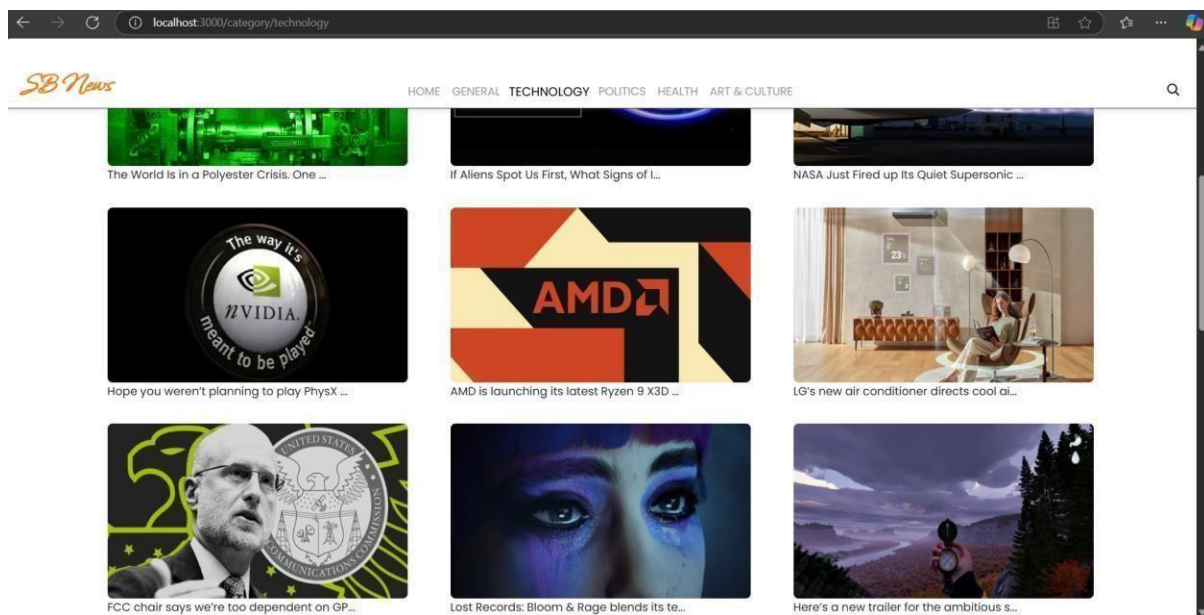 localhost:3000/category/technology
SB News
HOME GENERAL TECHNOLOGY POLITICS HEALTH ART & CULTURE
The World Is in a Polyester Crisis. One ...
If Aliens Spot Us First, What Signs of I...
NASA Just Fired up Its Quiet Supersonic ...
The way it's
nVIDIA.
meant to be played
AMD
23
Hope you weren't planning to play PhysX ...
AMD is launching its latest Ryzen 9 X3D ...
LG's new air conditioner directs cool ai...
UNITED STATES
COMMUNICATIONS COMMISSION
FCC chair says we're too dependent on GP...
Lost Records: Bloom & Rage blends its te...
Here's a new trailer for the ambitious s...